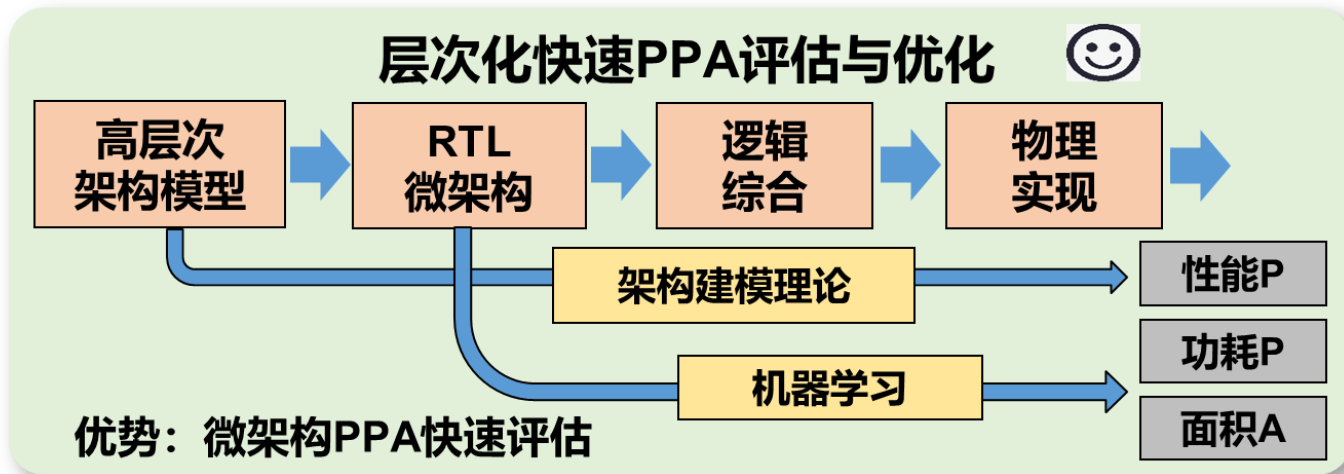 层次化快速PPA评估与优化
高层次
架构模型
RTL
微架构
逻辑
综合
物理
实现
架构建模理论
性能P
功耗P
机器学习
面积A
优势：微架构PPA快速评估